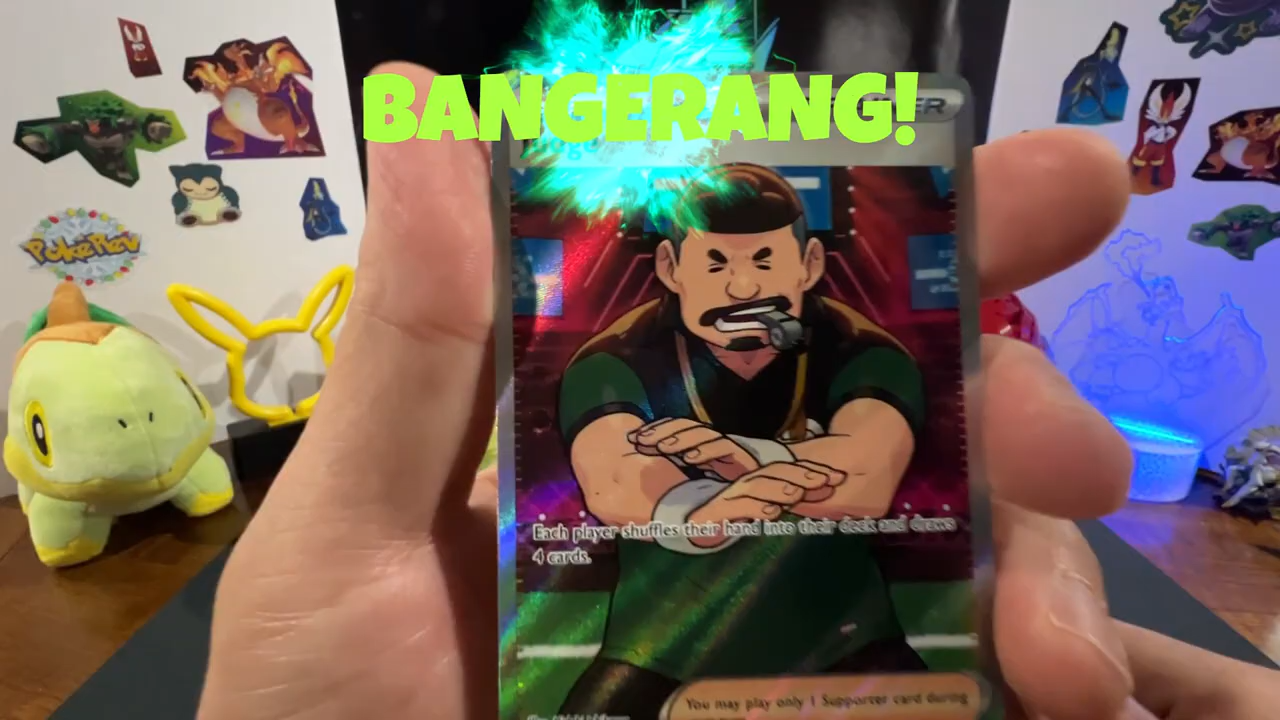 BANGERANG!
PokeRev
Each player shuffles their hand into their deck and draws
4 cards.
You may play only 1 Supporter card during